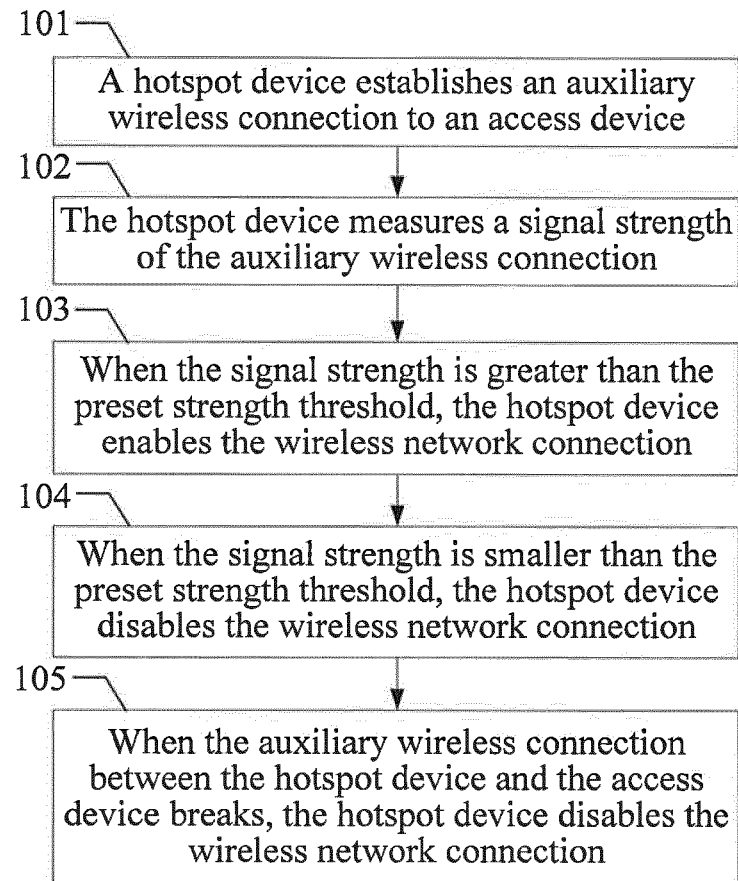 101
A hotspot device establishes an auxiliary
wireless connection to an access device
102
The hotspot device measures a signal strength
of the auxiliary wireless connection
103
When the signal strength is greater than the
preset strength threshold, the hotspot device
enables the wireless network connection
104
When the signal strength is smaller than the
preset strength threshold, the hotspot device
disables the wireless network connection
105
When the auxiliary wireless connection
between the hotspot device and the access
device breaks, the hotspot device disables the
wireless network connection